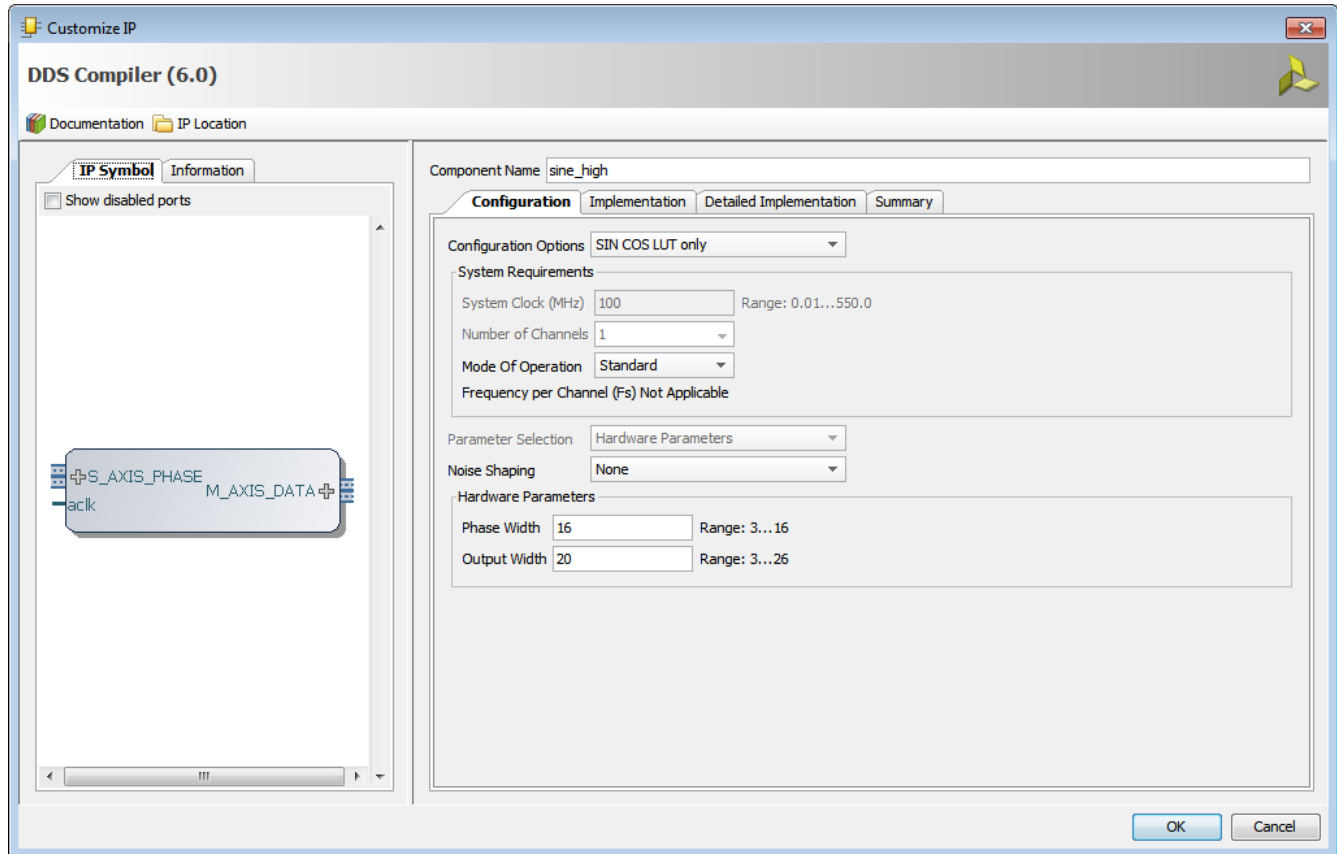 Customize IP
DDS Compiler (6.0)
Documentation IP Location
IP Symbol Information
Show disabled ports
S_AXIS_PHASE
M_AXIS_DATA
aclk
Component Name sine_high
Configuration Implementation Detailed Implementation Summary
Configuration Options SIN COS LUT only
System Requirements
System Clock (MHz) 100 Range: 0.01...550.0
Number of Channels 1
Mode Of Operation Standard
Frequency per Channel (Fs) Not Applicable
Parameter Selection Hardware Parameters
Noise Shaping None
Hardware Parameters
Phase Width 16 Range: 3...16
Output Width 20 Range: 3...26
OK Cancel